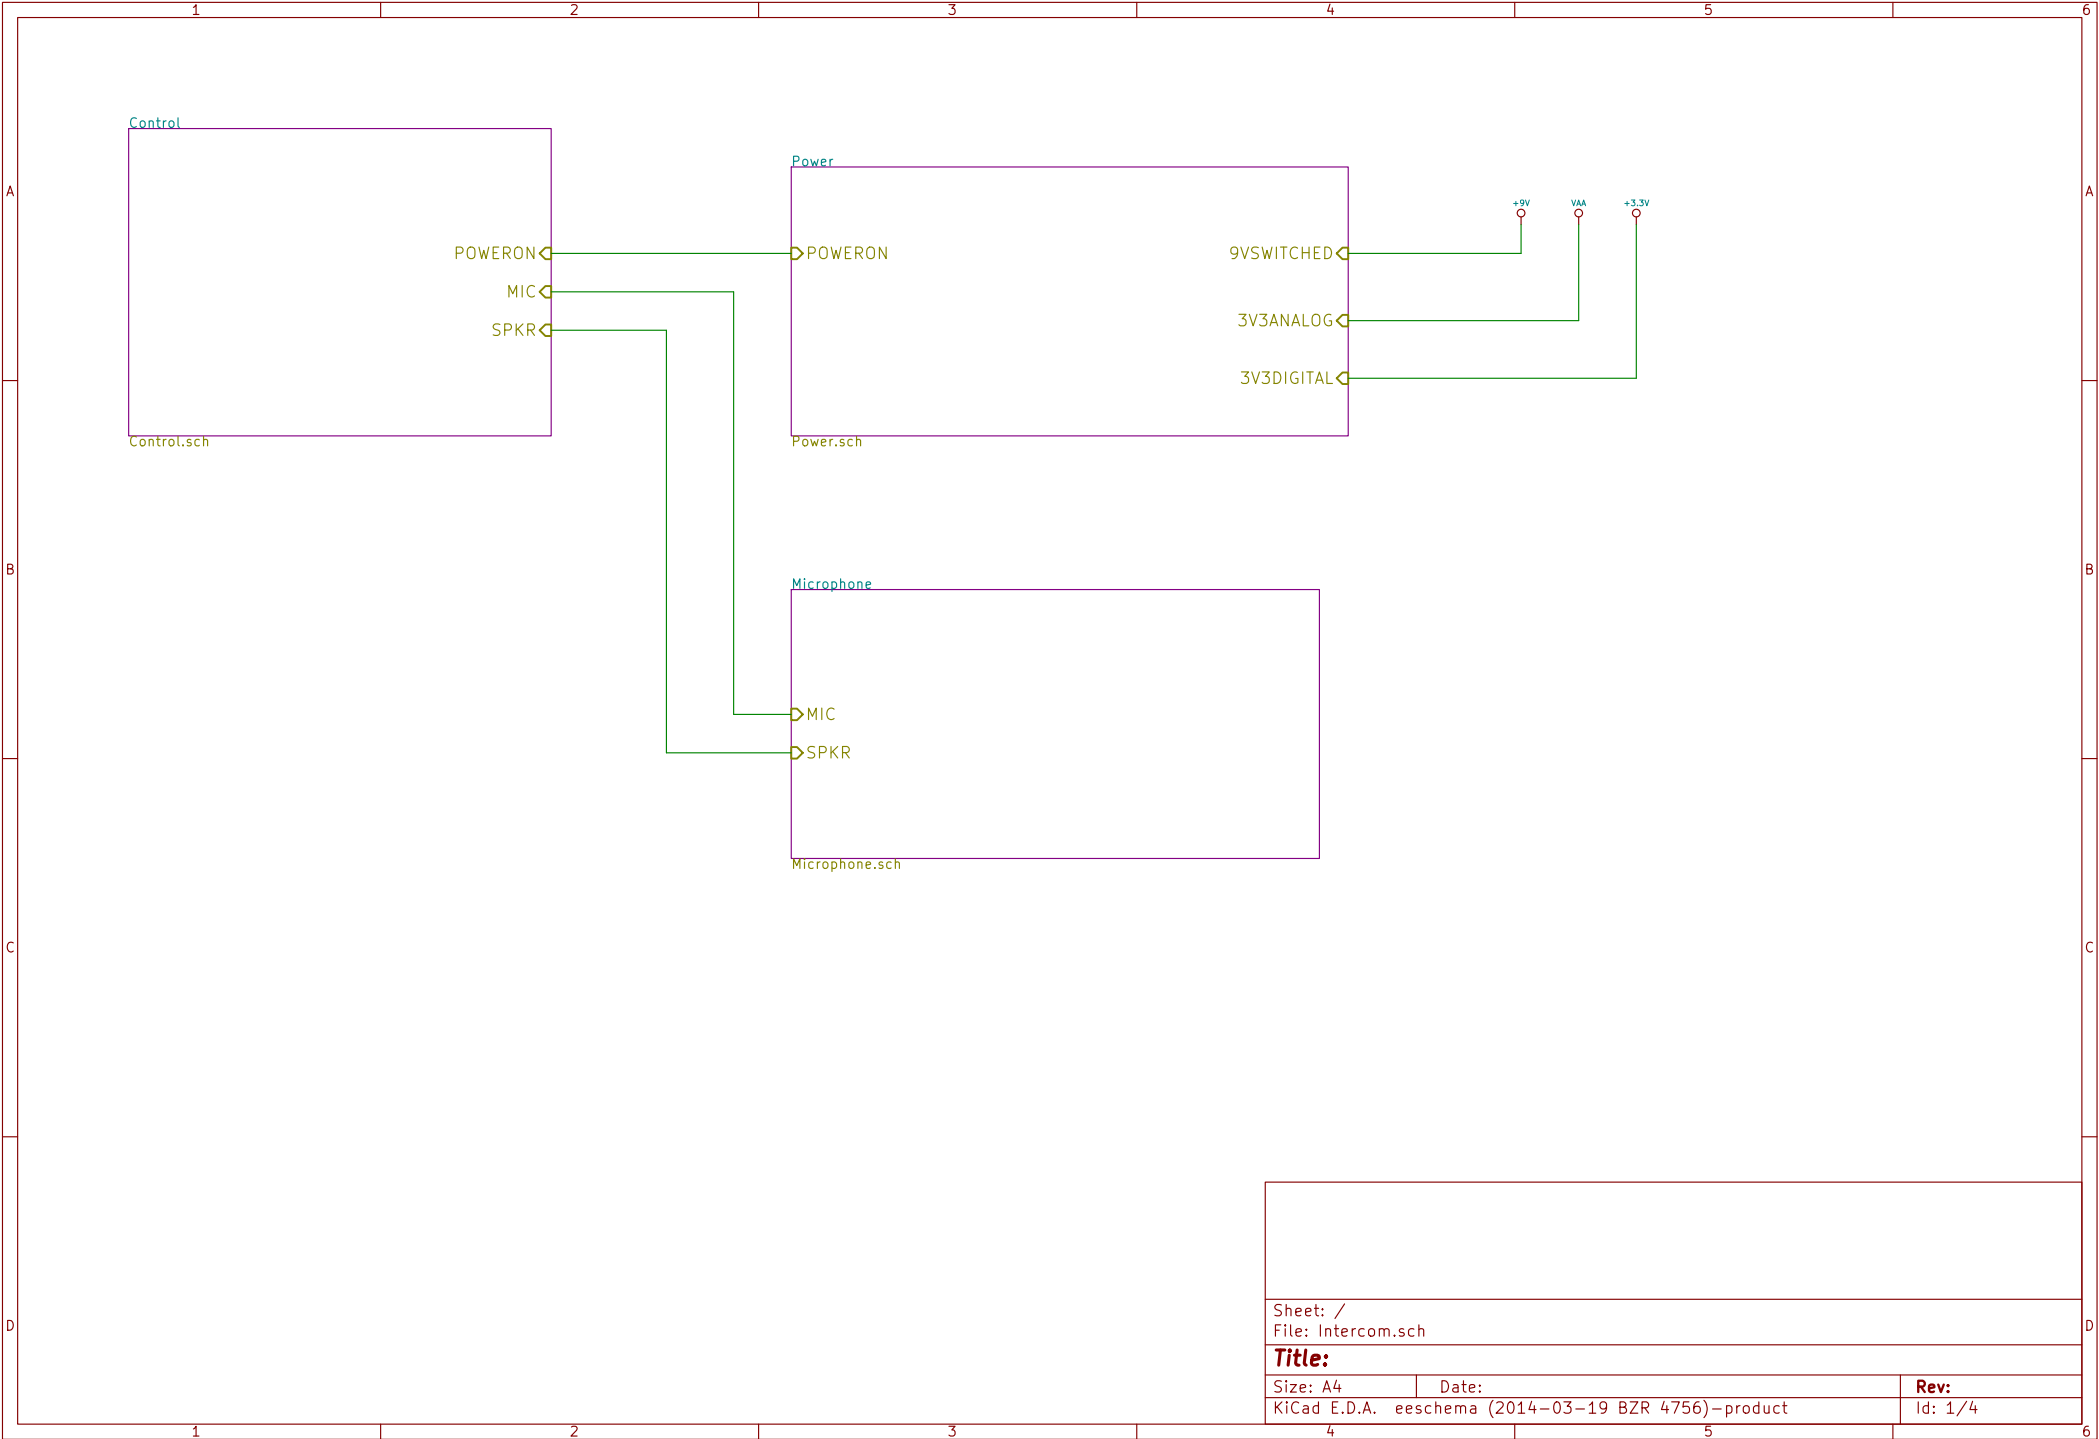 1 2 3 4 5 6
Control
Power
A A
+9V VAA +3.3V
POWERON POWERON 9VSWITCHED
MIC
3V3ANALOG
SPKR
3V3DIGITAL
Control.sch Power.sch
B B
Microphone
MIC
SPKR
Microphone.sch
C C
Sheet: /
D D
File: Intercom.sch
Title:
Size: A4 Date: Rev:
KiCad E.D.A. eeschema (2014-03-19 BZR 4756)-product Id: 1/4
1 2 3 4 5 6